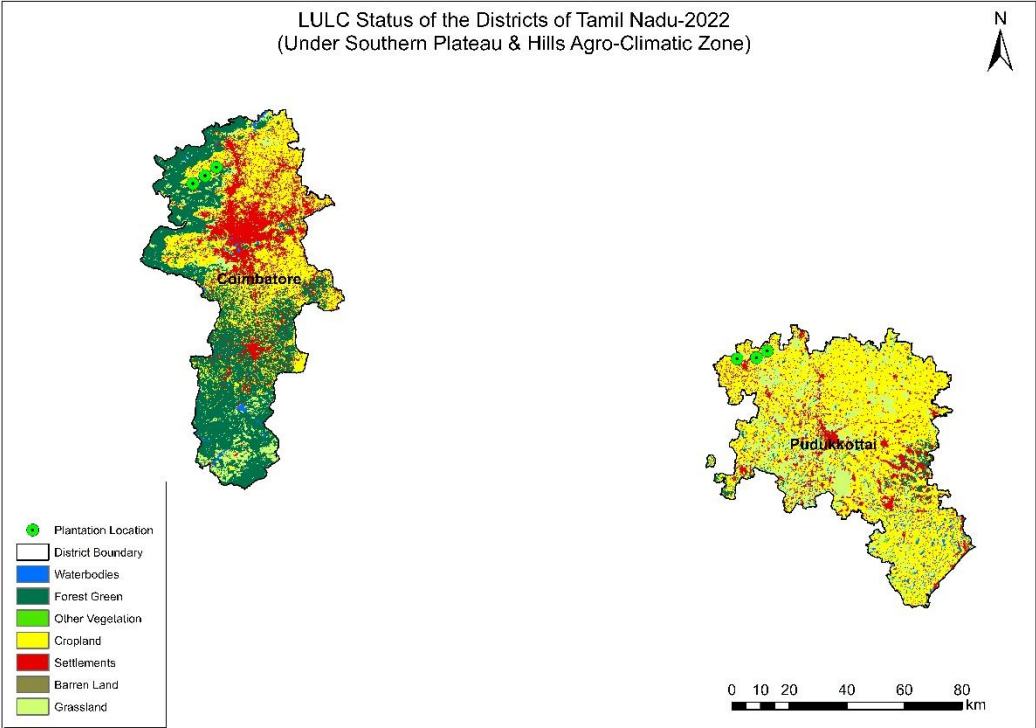 LULC Status of the Districts of Tamil Nadu-2022
(Under Southern Plateau & Hills Agro-Climatic Zone)
N
Coimbatore
Pudukkottai
Plantation Location
District Boundary
Waterbodies
Forest Green
Other Vegelation
Cropland
Settlements
Barren Land
Grassland
0 10 20 40 60 80
km